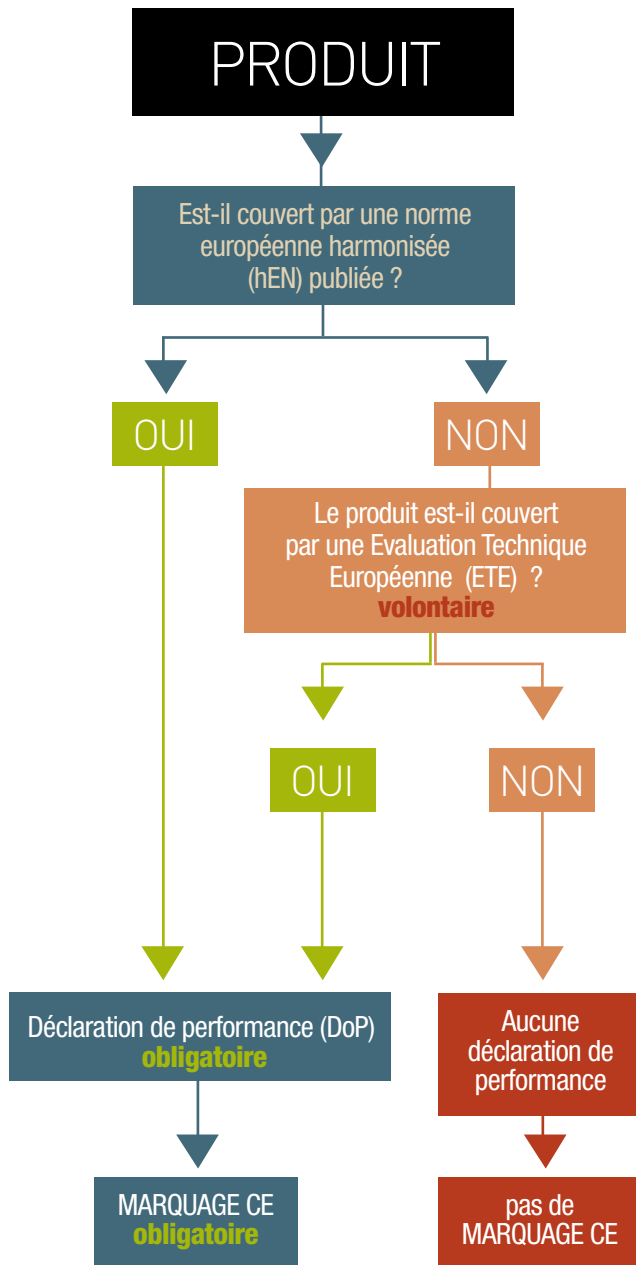 PRODUIT
Est-il couvert par une norme
européenne harmonisée
(hEN) publiée ?
OUI
NON
Le produit est-il couvert
par une Evaluation Technique
Européenne (ETE) ?
volontaire
OUI
NON
Déclaration de performance (DoP)
obligatoire
Aucune
déclaration de
performance
MARQUAGE CE
obligatoire
pas de
MARQUAGE CE